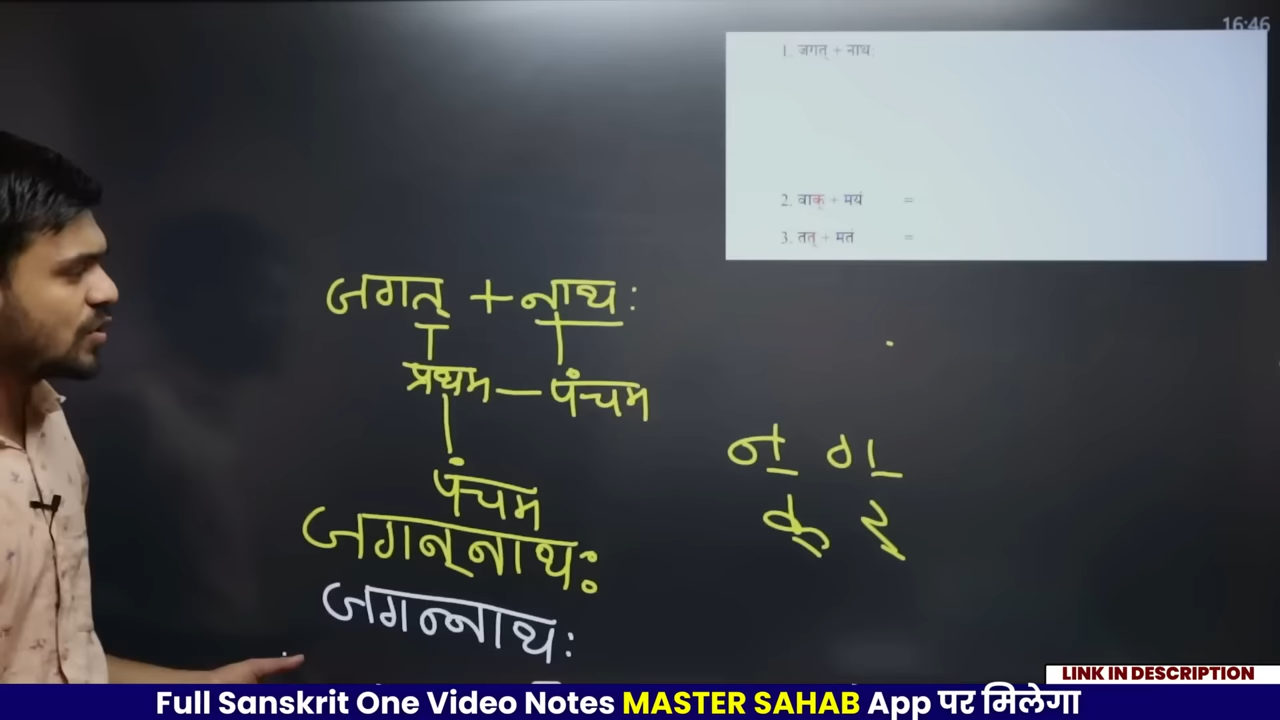 16:46
1. जगत् + नाथ:
2. वाक् + मयं =
3. तत् + मतं =
जगत् + नाथः
प्रथम — पंचम
पंचम
जगन्‌नाथः
जगन्नाथः
न ग
क् र्
LINK IN DESCRIPTION
Full Sanskrit One Video Notes MASTER SAHAB App पर मिलेगा